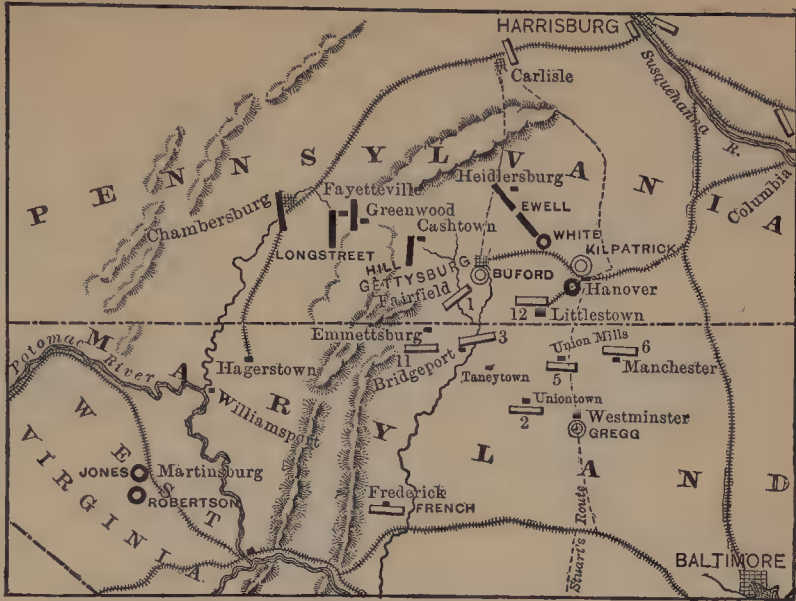 HARRISBURG
Carlisle
Susquehanna R.
Columbia
PENNSYLVANIA
Heidlersburg
EWELL
Fayetteville
Greenwood
Chambersburg
Cashtown
WHITE
LONGSTREET
KILPATRICK
HILL
GETTYSBURG
BUFORD
Fairfield
Hanover
1
12
Littlestown
Emmettsburg
3
Union Mills
6
11
Bridgeport
Potomac River
MARYLAND
Hagerstown
Taneytown
5
Manchester
Williamsport
Uniontown
2
Westminster
GREGG
WEST VIRGINIA
JONES
Martinsburg
ROBERTSON
Frederick
FRENCH
Stuart's Route
BALTIMORE